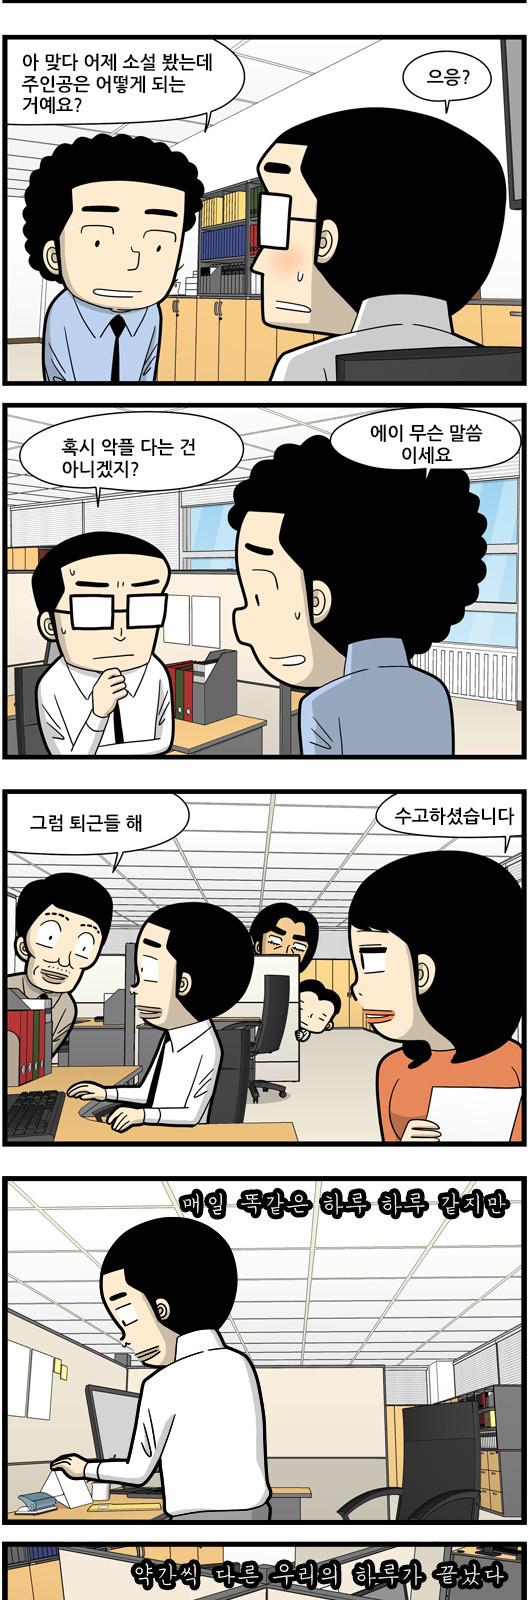 아 맞다 어제 소설 봤는데
주인공은 어떻게 되는
거예요?
으응?
혹시 악플 다는 건
아니겠지?
에이 무슨 말씀
이세요
그럼 퇴근들 해
수고하셨습니다
매일 똑같은 하루 하루 같지만
약간씩 다른 우리의 하루가 끝났다